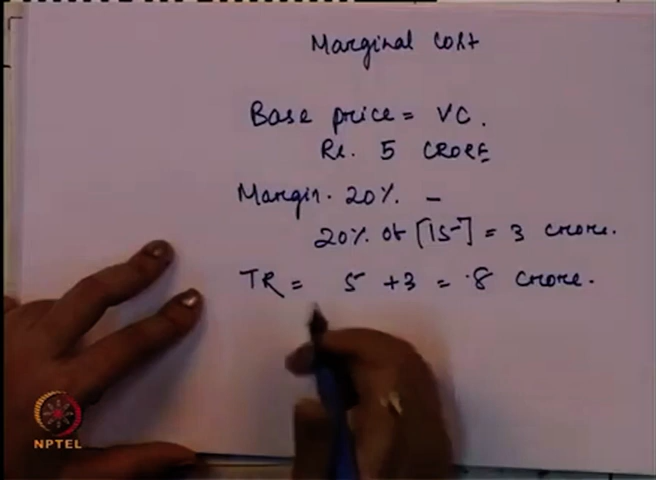 Marginal Cost
Base price = VC.
Rs. 5 CRORE
Margin. 20% –
20% of [15] = 3 crore.
TR = 5 + 3 = 8 crore.
NPTEL